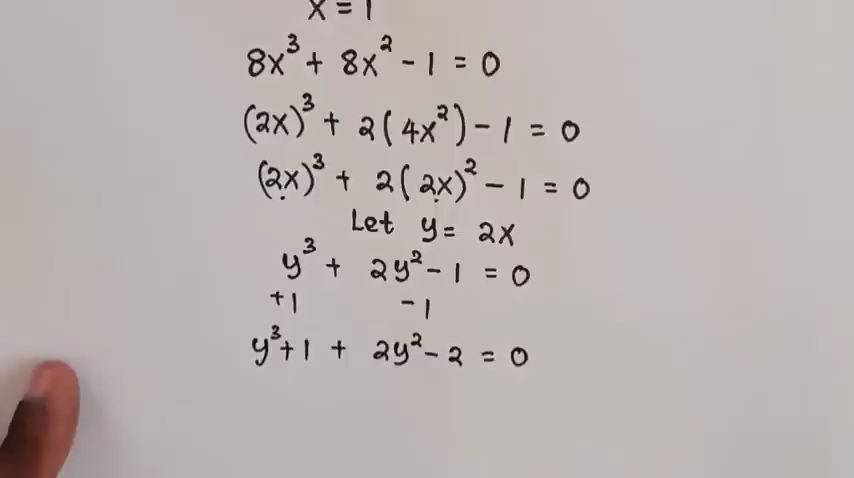 x = 1
8x³ + 8x² - 1 = 0
(2x)³ + 2(4x²) - 1 = 0
(2x)³ + 2(2x)² - 1 = 0
Let y = 2x
y³ + 2y² - 1 = 0
+1 -1
y³+1 + 2y² - 2 = 0